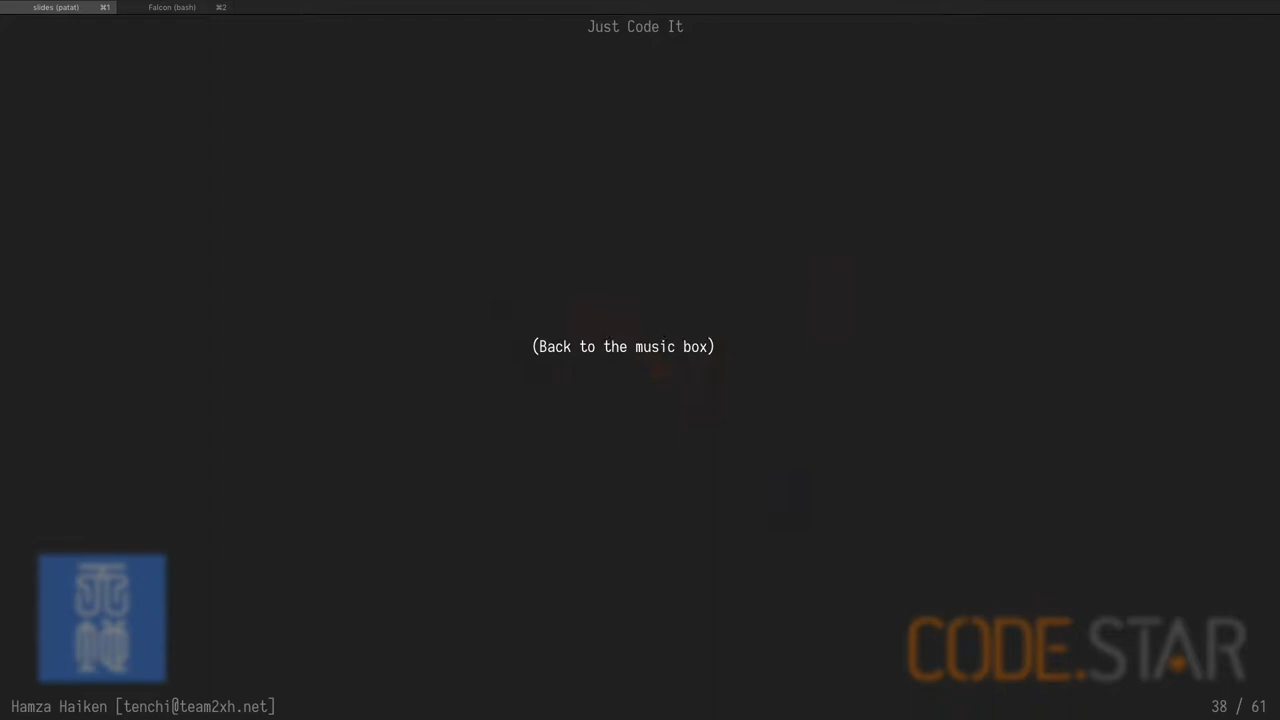 slides (patat) ⌘1 Falcon (bash) ⌘2
Just Code It
(Back to the music box)
CODE.STAR
Hamza Haiken [tenchi@team2xh.net] 38 / 61